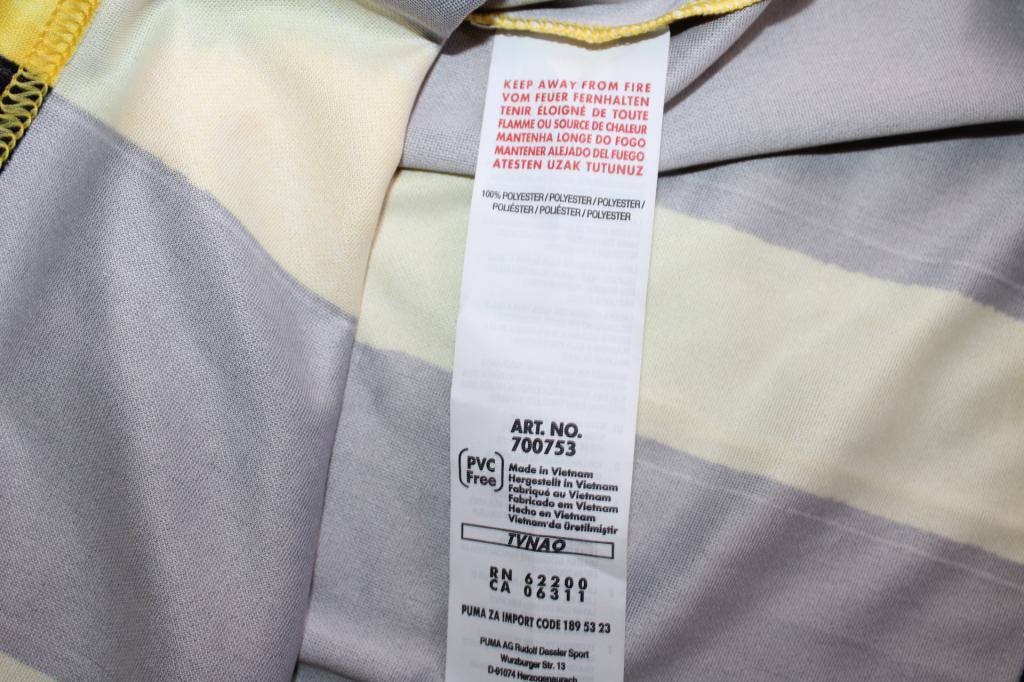 KEEP AWAY FROM FIRE
VOM FEUER FERNHALTEN
TENIR ÉLOIGNÉ DE TOUTE
FLAMME OU SOURCE DE CHALEUR
MANTENHA LONGE DO FOGO
MANTENER ALEJADO DEL FUEGO
ATESTEN UZAK TUTUNUZ
100% POLYESTER / POLYESTER / POLYESTER /
POLIÉSTER / POLIÉSTER / POLYESTER
ART. NO.
700753
PVC
Free
Made in Vietnam
Hergestellt in Vietnam
Fabriqué au Vietnam
Fabricado em Vietnam
Hecho en Vietnam
Vietnam'da üretilmiştir
TVNAO
RN 62200
CA 06311
PUMA ZA IMPORT CODE 189 53 23
PUMA AG Rudolf Dassler Sport
Wurzburger Str. 13
D-91074 Herzogenaurach